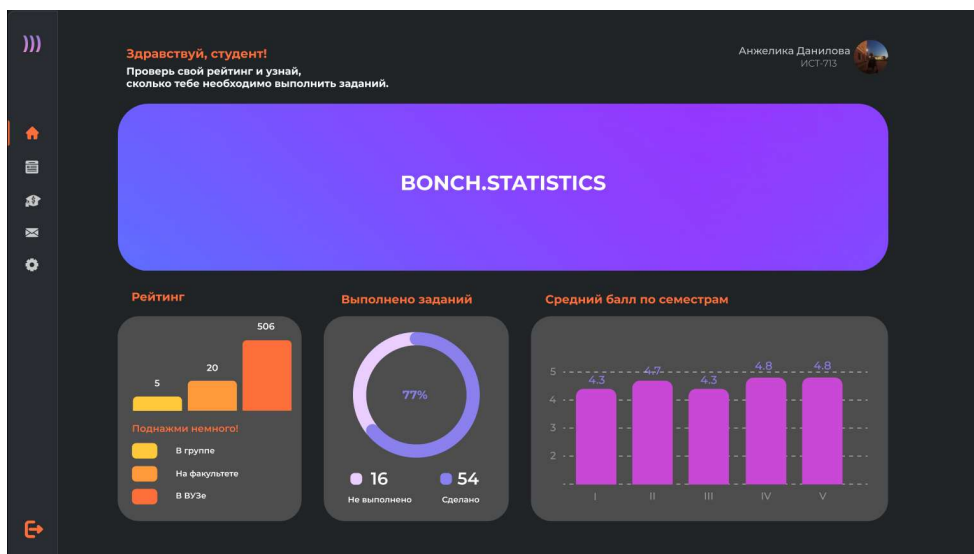 Здравствуй, студент!
Проверь свой рейтинг и узнай,
сколько тебе необходимо выполнить заданий.
Анжелика Данилова
ИСТ-713
BONCH.STATISTICS
Рейтинг
506
20
5
Поднажми немного!
В группе
На факультете
В ВУЗе
Выполнено заданий
77%
16
54
Не выполнено
Сделано
Средний балл по семестрам
5
4
3
2
4.3
4.7
4.3
4.8
4.8
I
II
III
IV
V